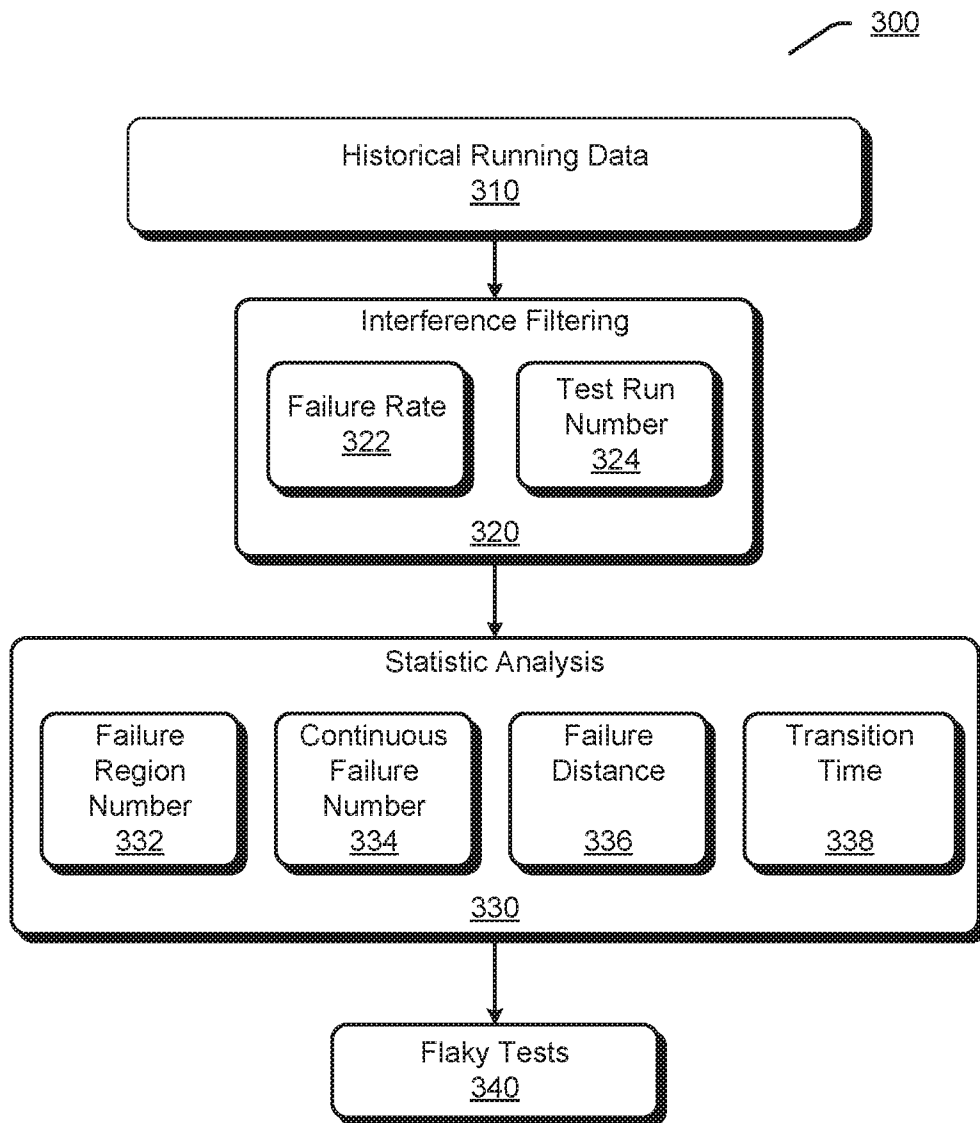 300
Historical Running Data
310
Interference Filtering
Failure Rate
322
Test Run
Number
324
320
Statistic Analysis
Failure
Region
Number
332
Continuous
Failure
Number
334
Failure
Distance
336
Transition
Time
338
330
Flaky Tests
340